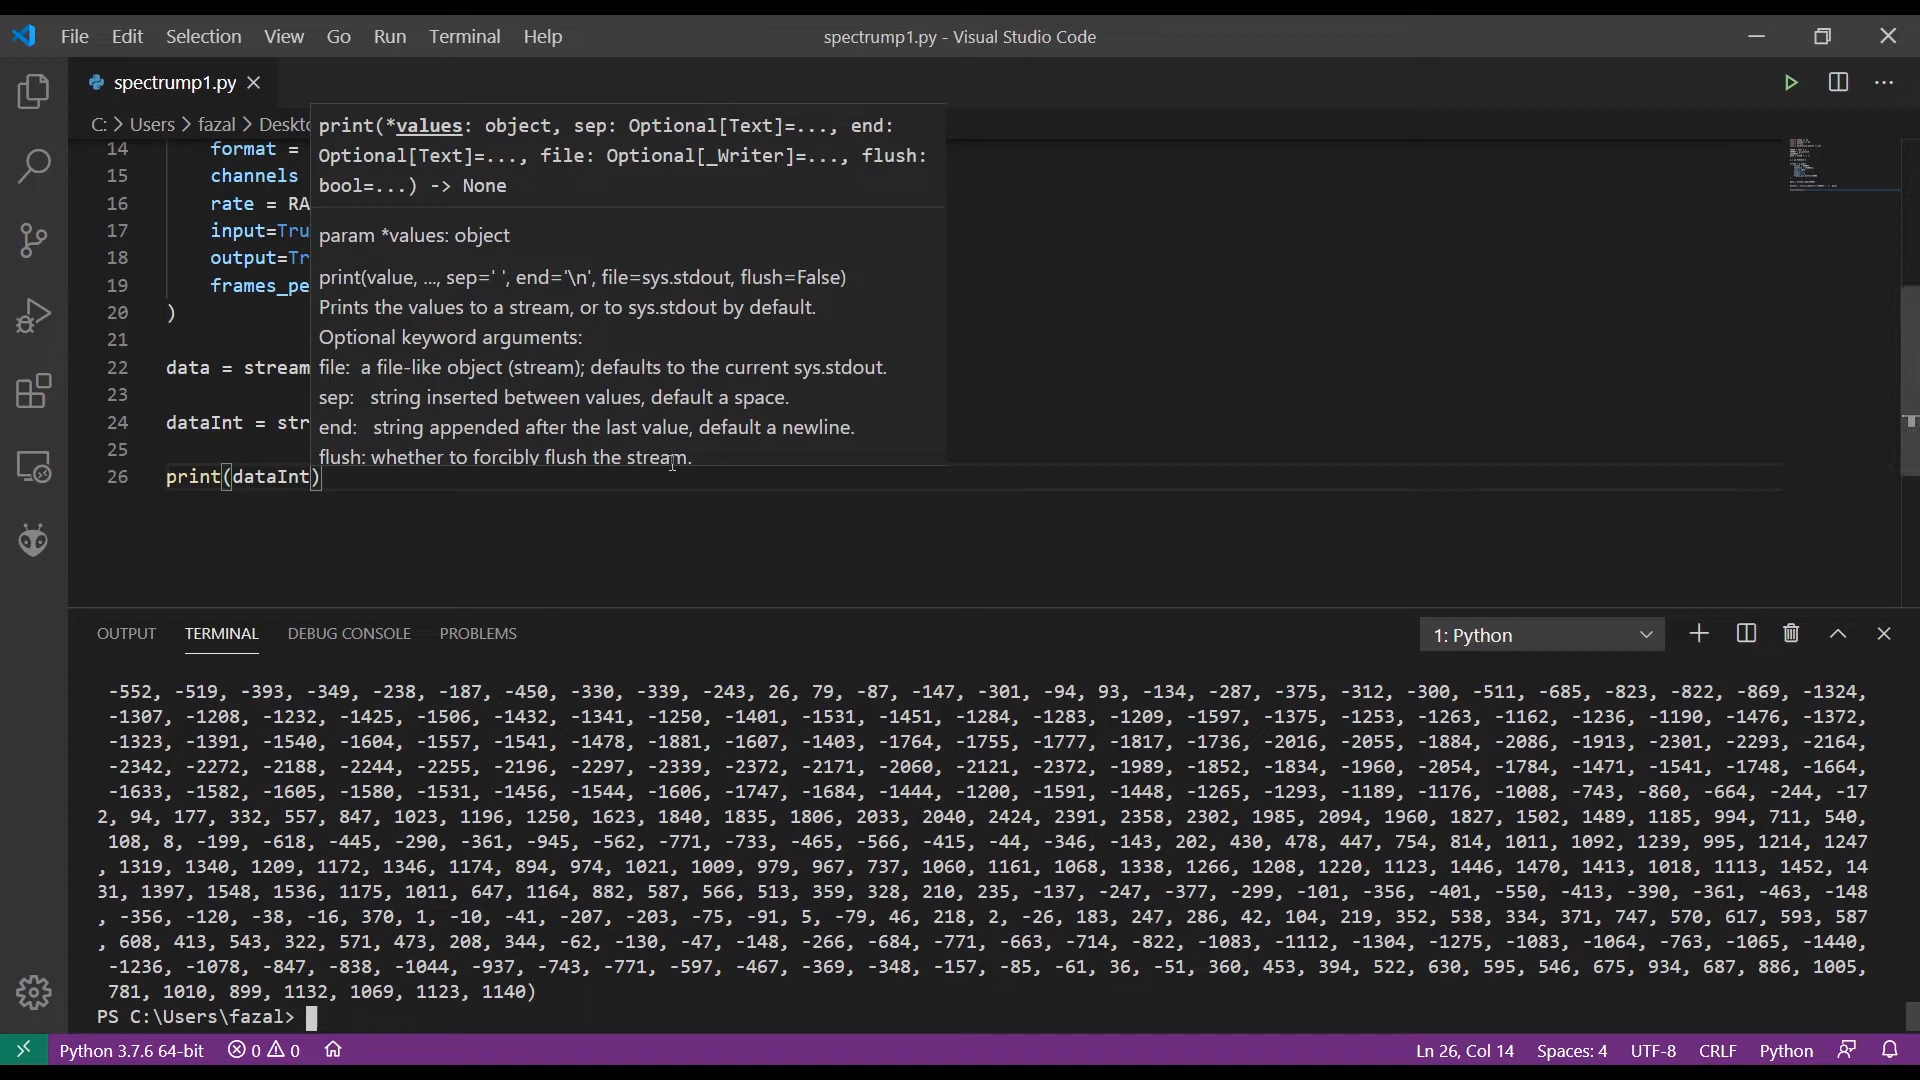 File Edit Selection View Go Run Terminal Help spectrump1.py - Visual Studio Code
spectrump1.py
C: > Users > fazal > Deskto
print(*values: object, sep: Optional[Text]=..., end:
Optional[Text]=..., file: Optional[_Writer]=..., flush:
bool=...) -> None
param *values: object
print(value, ..., sep=' ', end='\n', file=sys.stdout, flush=False)
Prints the values to a stream, or to sys.stdout by default.
Optional keyword arguments:
file: a file-like object (stream); defaults to the current sys.stdout.
sep: string inserted between values, default a space.
end: string appended after the last value, default a newline.
flush: whether to forcibly flush the stream.
14 format =
15 channels
16 rate = RA
17 input=Tru
18 output=Tr
19 frames_pe
20 )
21
22 data = stream
23
24 dataInt = str
25
26 print(dataInt)
OUTPUT TERMINAL DEBUG CONSOLE PROBLEMS 1: Python
-552, -519, -393, -349, -238, -187, -450, -330, -339, -243, 26, 79, -87, -147, -301, -94, 93, -134, -287, -375, -312, -300, -511, -685, -823, -822, -869, -1324,
-1307, -1208, -1232, -1425, -1506, -1432, -1341, -1250, -1401, -1531, -1451, -1284, -1283, -1209, -1597, -1375, -1253, -1263, -1162, -1236, -1190, -1476, -1372,
-1323, -1391, -1540, -1604, -1557, -1541, -1478, -1881, -1607, -1403, -1764, -1755, -1777, -1817, -1736, -2016, -2055, -1884, -2086, -1913, -2301, -2293, -2164,
-2342, -2272, -2188, -2244, -2255, -2196, -2297, -2339, -2372, -2171, -2060, -2121, -2372, -1989, -1852, -1834, -1960, -2054, -1784, -1471, -1541, -1748, -1664,
-1633, -1582, -1605, -1580, -1531, -1456, -1544, -1606, -1747, -1684, -1444, -1200, -1591, -1448, -1265, -1293, -1189, -1176, -1008, -743, -860, -664, -244, -17
2, 94, 177, 332, 557, 847, 1023, 1196, 1250, 1623, 1840, 1835, 1806, 2033, 2040, 2424, 2391, 2358, 2302, 1985, 2094, 1960, 1827, 1502, 1489, 1185, 994, 711, 540,
108, 8, -199, -618, -445, -290, -361, -945, -562, -771, -733, -465, -566, -415, -44, -346, -143, 202, 430, 478, 447, 754, 814, 1011, 1092, 1239, 995, 1214, 1247
, 1319, 1340, 1209, 1172, 1346, 1174, 894, 974, 1021, 1009, 979, 967, 737, 1060, 1161, 1068, 1338, 1266, 1208, 1220, 1123, 1446, 1470, 1413, 1018, 1113, 1452, 14
31, 1397, 1548, 1536, 1175, 1011, 647, 1164, 882, 587, 566, 513, 359, 328, 210, 235, -137, -247, -377, -299, -101, -356, -401, -550, -413, -390, -361, -463, -148
, -356, -120, -38, -16, 370, 1, -10, -41, -207, -203, -75, -91, 5, -79, 46, 218, 2, -26, 183, 247, 286, 42, 104, 219, 352, 538, 334, 371, 747, 570, 617, 593, 587
, 608, 413, 543, 322, 571, 473, 208, 344, -62, -130, -47, -148, -266, -684, -771, -663, -714, -822, -1083, -1112, -1304, -1275, -1083, -1064, -763, -1065, -1440,
-1236, -1078, -847, -838, -1044, -937, -743, -771, -597, -467, -369, -348, -157, -85, -61, 36, -51, 360, 453, 394, 522, 630, 595, 546, 675, 934, 687, 886, 1005,
781, 1010, 899, 1132, 1069, 1123, 1140)
PS C:\Users\fazal>
Python 3.7.6 64-bit 0 0 Ln 26, Col 14 Spaces: 4 UTF-8 CRLF Python